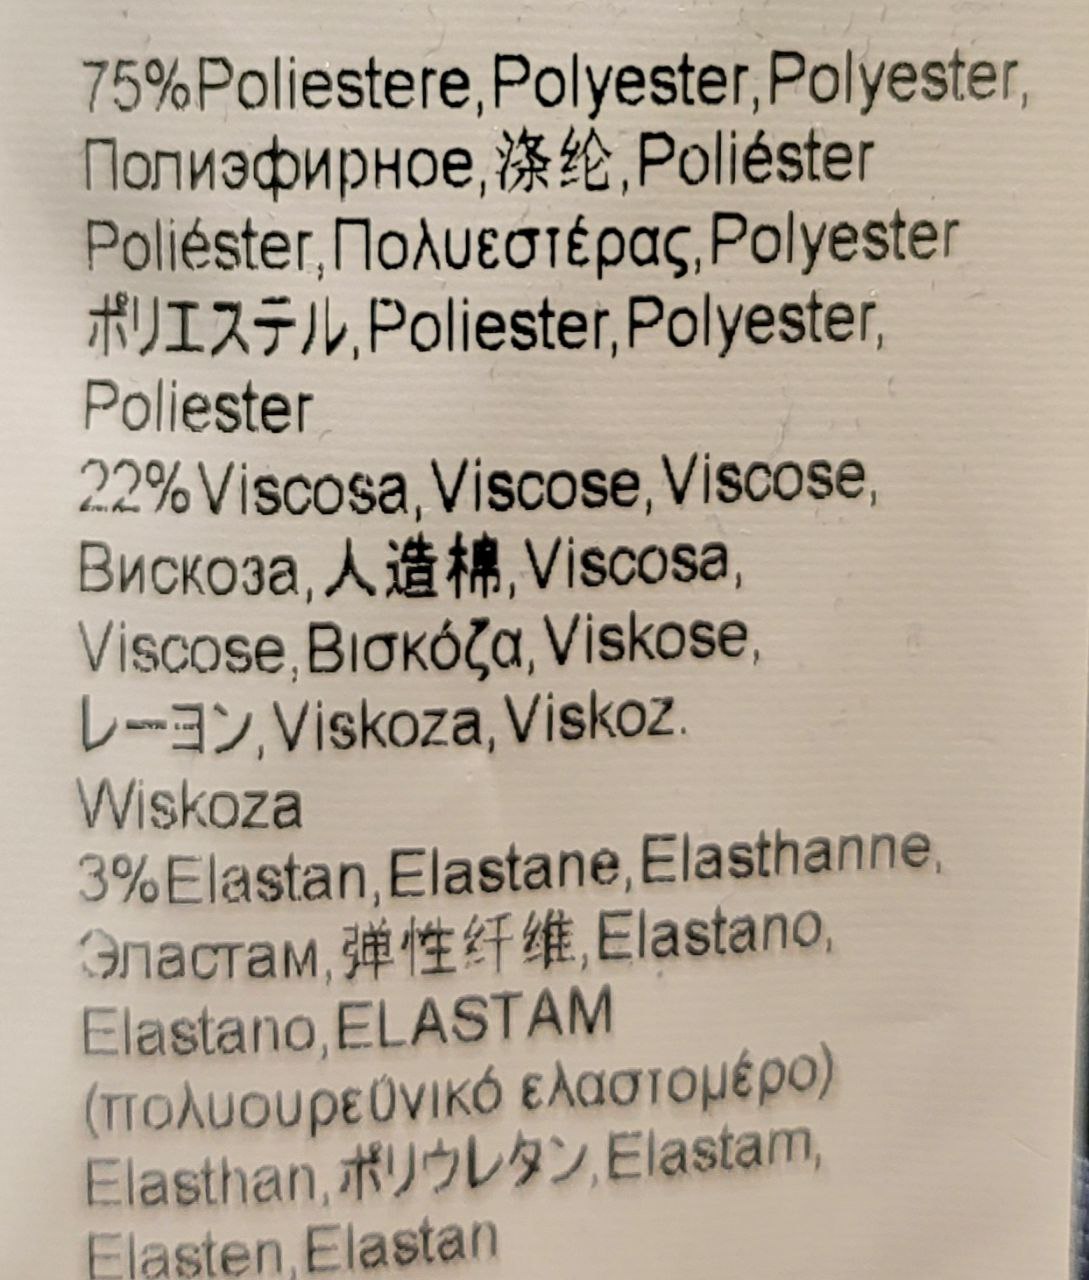 75%Poliestere,Polyester,Polyester,
Полиэфирное,涤纶,Poliéster
Poliéster,Πολυεστέρας,Polyester
ポリエステル,Poliester,Polyester,
Poliester
22%Viscosa,Viscose,Viscose,
Вискоза,人造棉,Viscosa,
Viscose,Βισκόζα,Viskose,
レーヨン,Viskoza,Viskoz.
Wiskoza
3%Elastan,Elastane,Elasthanne,
Эластам,弹性纤维,Elastano,
Elastano,ELASTAM
(πολυουρεθνικό ελαστομέρο)
Elasthan,ポリウレタン,Elastam,
Elasten,Elastan